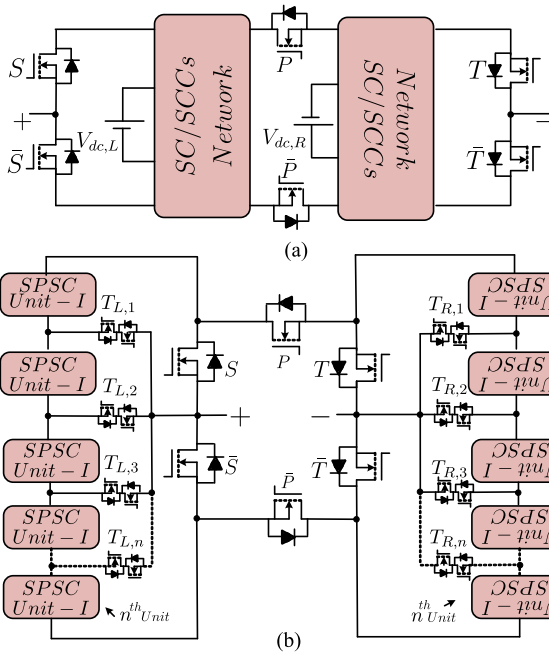 S
S̄
+
V_{dc,L}
SC/SCCs
Network
P
V_{dc,R}
P̄
Network
SC/SCCs
T
T̄
−
(a)
SPSC
Unit − I
T_{L,1}
SPSC
Unit − I
T_{L,2}
SPSC
Unit − I
T_{L,3}
SPSC
Unit − I
T_{L,n}
SPSC
Unit − I
n^{th} Unit
S
S̄
+
P
P̄
T
T̄
−
T_{R,1}
SPSC
Unit − I
T_{R,2}
SPSC
Unit − I
T_{R,3}
SPSC
Unit − I
T_{R,n}
SPSC
Unit − I
SPSC
Unit − I
n^{th} Unit
(b)